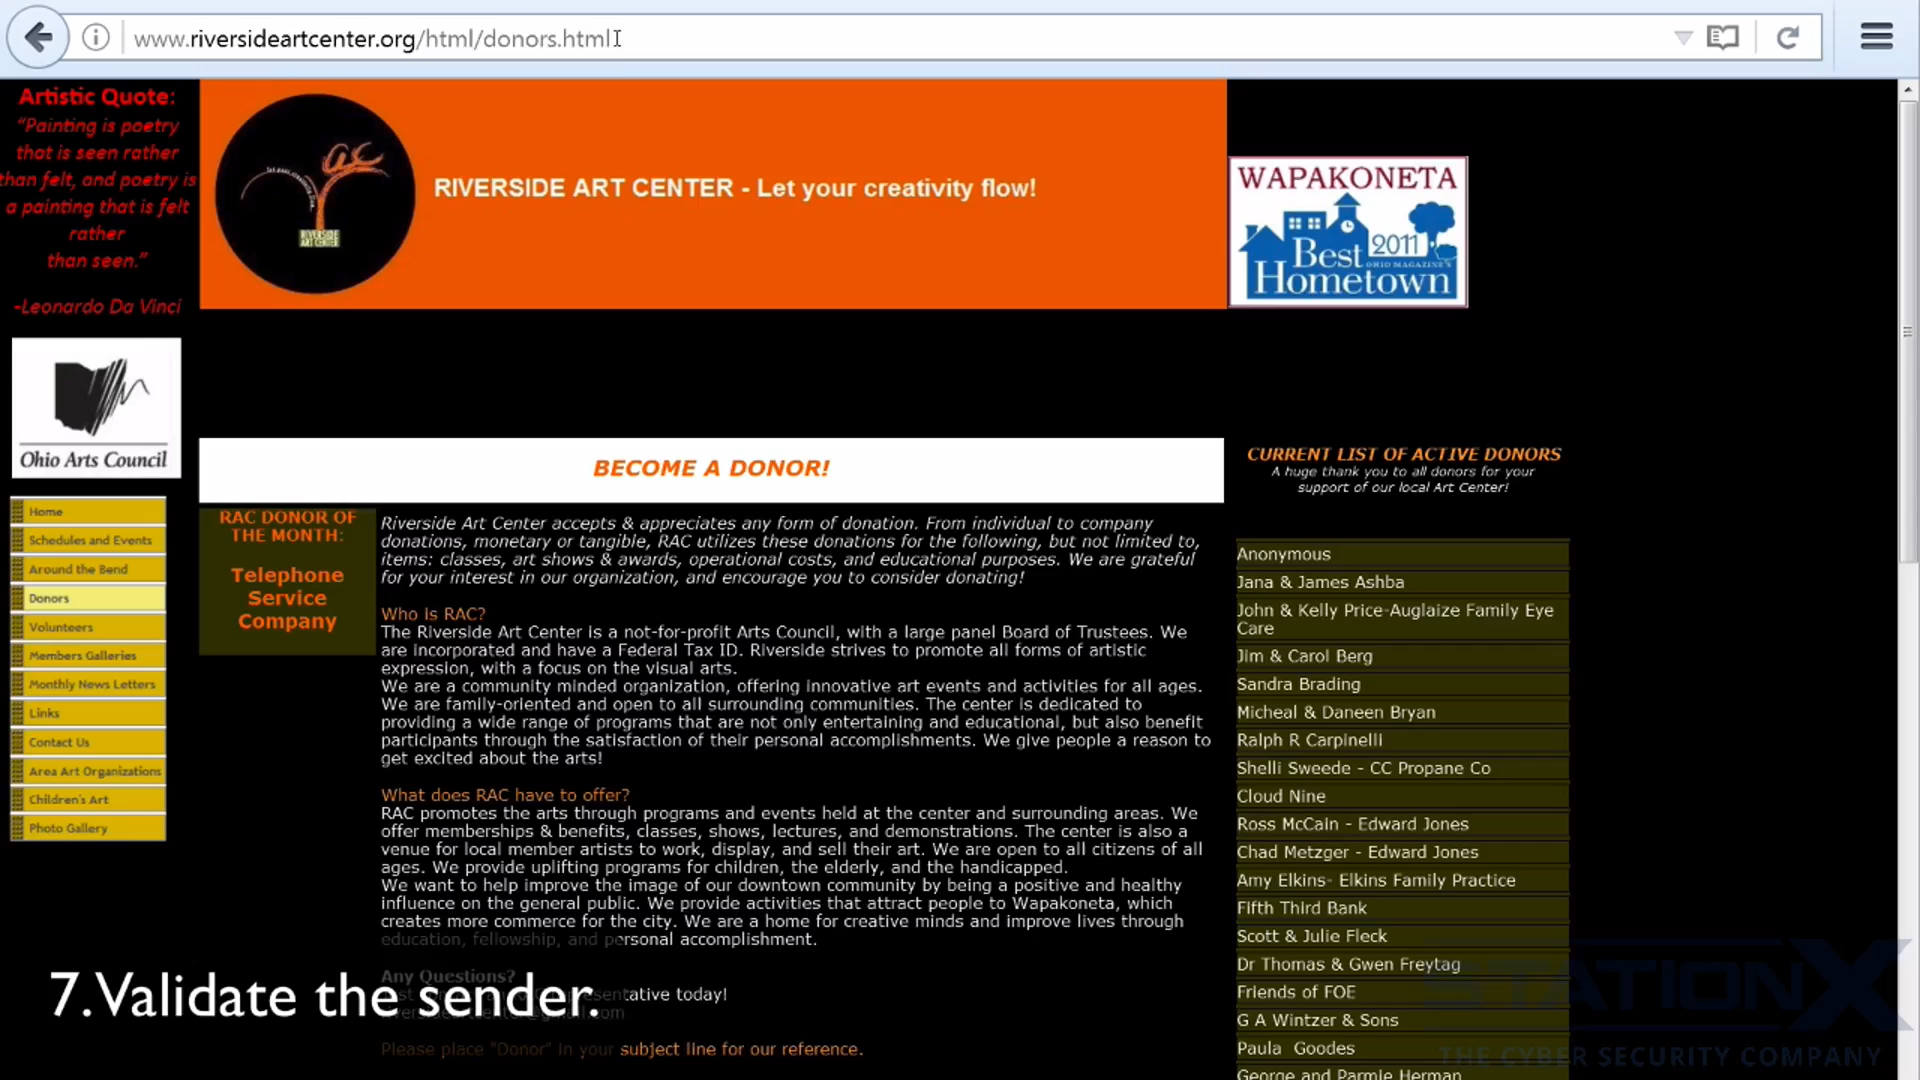 www.riversideartcenter.org/html/donors.html
Artistic Quote:
“Painting is poetry
that is seen rather
than felt, and poetry is
a painting that is felt
rather
than seen.”
-Leonardo Da Vinci
ac
RIVERSIDE
ART CENTER
RIVERSIDE ART CENTER - Let your creativity flow!
WAPAKONETA
Best 2011
OHIO MAGAZINE'S
Hometown
Ohio Arts Council
Home
Schedules and Events
Around the Bend
Donors
Volunteers
Members Galleries
Monthly News Letters
Links
Contact Us
Area Art Organizations
Children's Art
Photo Gallery
BECOME A DONOR!
RAC DONOR OF
THE MONTH:
Telephone
Service
Company
Riverside Art Center accepts & appreciates any form of donation. From individual to company
donations, monetary or tangible, RAC utilizes these donations for the following, but not limited to,
items: classes, art shows & awards, operational costs, and educational purposes. We are grateful
for your interest in our organization, and encourage you to consider donating!
Who is RAC?
The Riverside Art Center is a not-for-profit Arts Council, with a large panel Board of Trustees. We
are incorporated and have a Federal Tax ID. Riverside strives to promote all forms of artistic
expression, with a focus on the visual arts.
We are a community minded organization, offering innovative art events and activities for all ages.
We are family-oriented and open to all surrounding communities. The center is dedicated to
providing a wide range of programs that are not only entertaining and educational, but also benefit
participants through the satisfaction of their personal accomplishments. We give people a reason to
get excited about the arts!
What does RAC have to offer?
RAC promotes the arts through programs and events held at the center and surrounding areas. We
offer memberships & benefits, classes, shows, lectures, and demonstrations. The center is also a
venue for local member artists to work, display, and sell their art. We are open to all citizens of all
ages. We provide uplifting programs for children, the elderly, and the handicapped.
We want to help improve the image of our downtown community by being a positive and healthy
influence on the general public. We provide activities that attract people to Wapakoneta, which
creates more commerce for the city. We are a home for creative minds and improve lives through
education, fellowship, and personal accomplishment.
Any Questions?
today!
Please place "Donor" in your subject line for our reference.
CURRENT LIST OF ACTIVE DONORS
A huge thank you to all donors for your
support of our local Art Center!
Anonymous
Jana & James Ashba
John & Kelly Price-Auglaize Family Eye
Care
Jim & Carol Berg
Sandra Brading
Micheal & Daneen Bryan
Ralph R Carpinelli
Shelli Sweede - CC Propane Co
Cloud Nine
Ross McCain - Edward Jones
Chad Metzger - Edward Jones
Amy Elkins- Elkins Family Practice
Fifth Third Bank
Scott & Julie Fleck
Dr Thomas & Gwen Freytag
Friends of FOE
G A Wintzer & Sons
Paula Goodes
George and Parmie Herman
7. Validate the sender.
STATIONX
THE CYBER SECURITY COMPANY